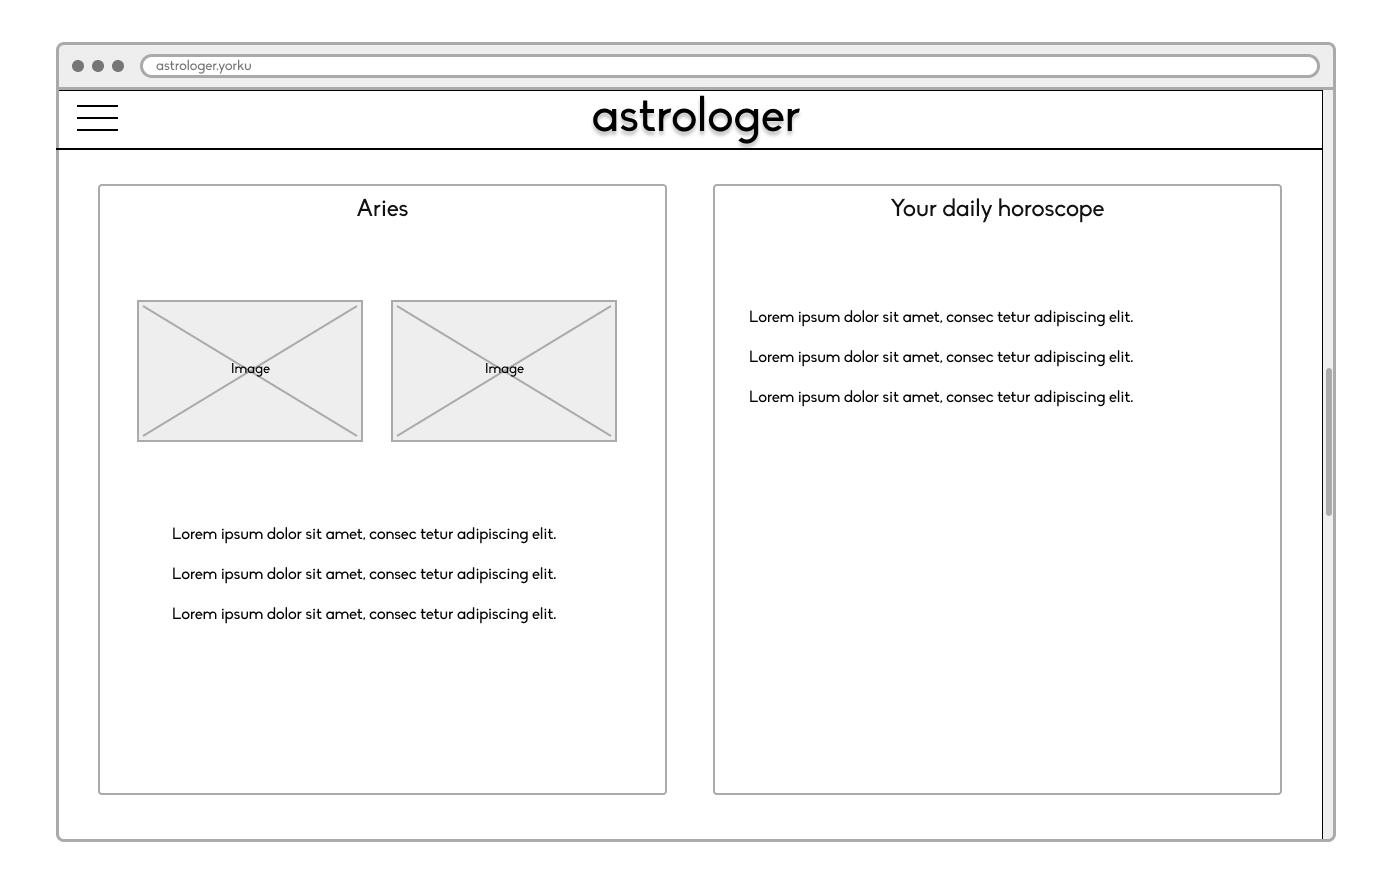 astrologer.yorku
astrologer
Aries
Image
Image
Lorem ipsum dolor sit amet, consec tetur adipiscing elit.
Lorem ipsum dolor sit amet, consec tetur adipiscing elit.
Lorem ipsum dolor sit amet, consec tetur adipiscing elit.
Your daily horoscope
Lorem ipsum dolor sit amet, consec tetur adipiscing elit.
Lorem ipsum dolor sit amet, consec tetur adipiscing elit.
Lorem ipsum dolor sit amet, consec tetur adipiscing elit.